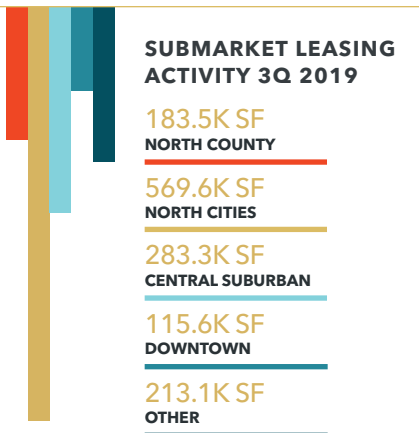 SUBMARKET LEASING
ACTIVITY 3Q 2019
183.5K SF
NORTH COUNTY
569.6K SF
NORTH CITIES
283.3K SF
CENTRAL SUBURBAN
115.6K SF
DOWNTOWN
213.1K SF
OTHER